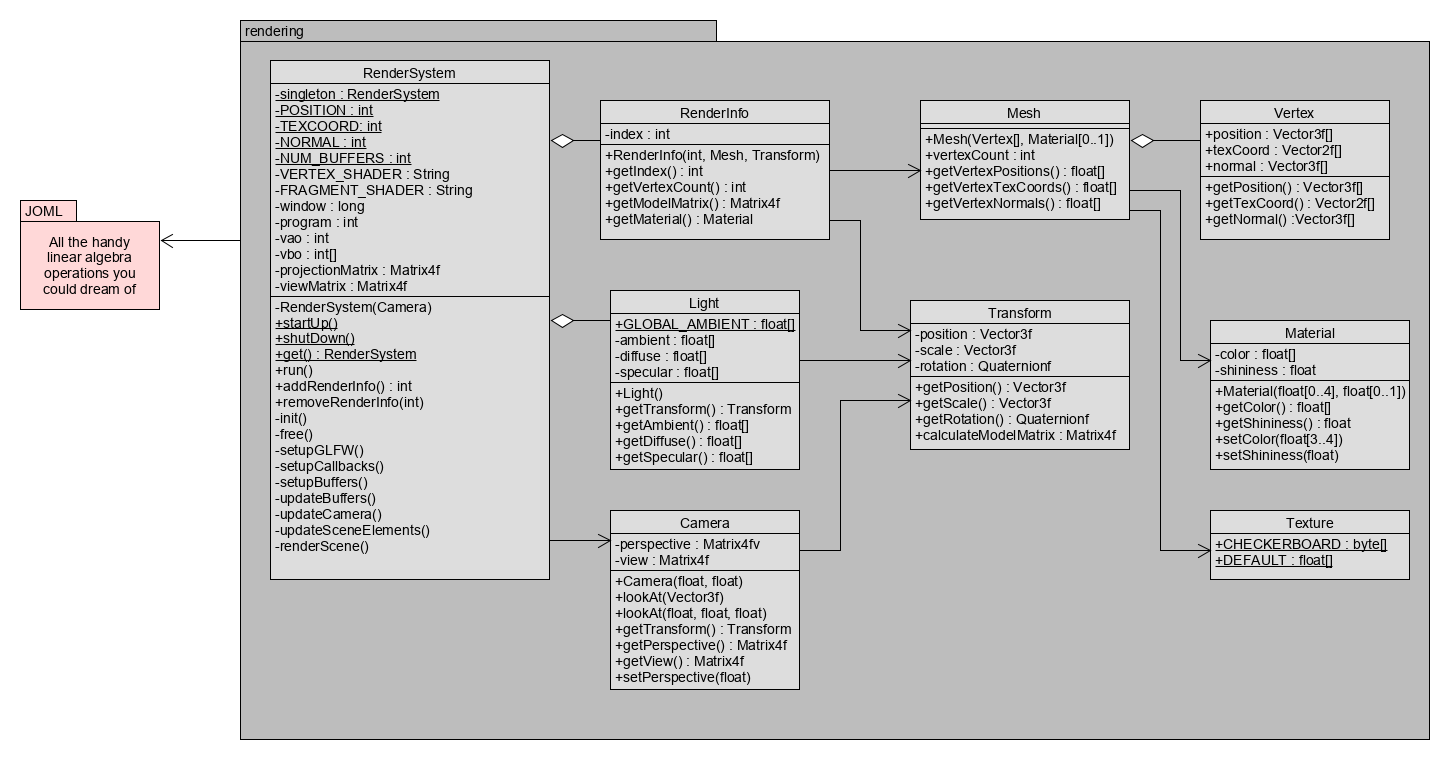 rendering
RenderSystem
-singleton : RenderSystem
-POSITION : int
-TEXCOORD: int
-NORMAL : int
-NUM_BUFFERS : int
-VERTEX_SHADER : String
-FRAGMENT_SHADER : String
-window : long
-program : int
-vao : int
-vbo : int[]
-projectionMatrix : Matrix4f
-viewMatrix : Matrix4f
-RenderSystem(Camera)
+startUp()
+shutDown()
+get() : RenderSystem
+run()
+addRenderInfo() : int
+removeRenderInfo(int)
-init()
-free()
-setupGLFW()
-setupCallbacks()
-setupBuffers()
-updateBuffers()
-updateCamera()
-updateSceneElements()
-renderScene()
JOML
All the handy
linear algebra
operations you
could dream of
RenderInfo
-index : int
+RenderInfo(int, Mesh, Transform)
+getIndex() : int
+getVertexCount() : int
+getModelMatrix() : Matrix4f
+getMaterial() : Material
Light
+GLOBAL_AMBIENT : float[]
-ambient : float[]
-diffuse : float[]
-specular : float[]
+Light()
+getTransform() : Transform
+getAmbient() : float[]
+getDiffuse() : float[]
+getSpecular() : float[]
Camera
-perspective : Matrix4fv
-view : Matrix4f
+Camera(float, float)
+lookAt(Vector3f)
+lookAt(float, float, float)
+getTransform() : Transform
+getPerspective() : Matrix4f
+getView() : Matrix4f
+setPerspective(float)
Mesh
+Mesh(Vertex[], Material[0..1])
+vertexCount : int
+getVertexPositions() : float[]
+getVertexTexCoords() : float[]
+getVertexNormals() : float[]
Transform
-position : Vector3f
-scale : Vector3f
-rotation : Quaternionf
+getPosition() : Vector3f
+getScale() : Vector3f
+getRotation() : Quaternionf
+calculateModelMatrix : Matrix4f
Vertex
+position : Vector3f[]
+texCoord : Vector2f[]
+normal : Vector3f[]
+getPosition() : Vector3f[]
+getTexCoord() : Vector2f[]
+getNormal() :Vector3f[]
Material
-color : float[]
-shininess : float
+Material(float[0..4], float[0..1])
+getColor() : float[]
+getShininess() : float
+setColor(float[3..4])
+setShininess(float)
Texture
+CHECKERBOARD : byte[]
+DEFAULT : float[]